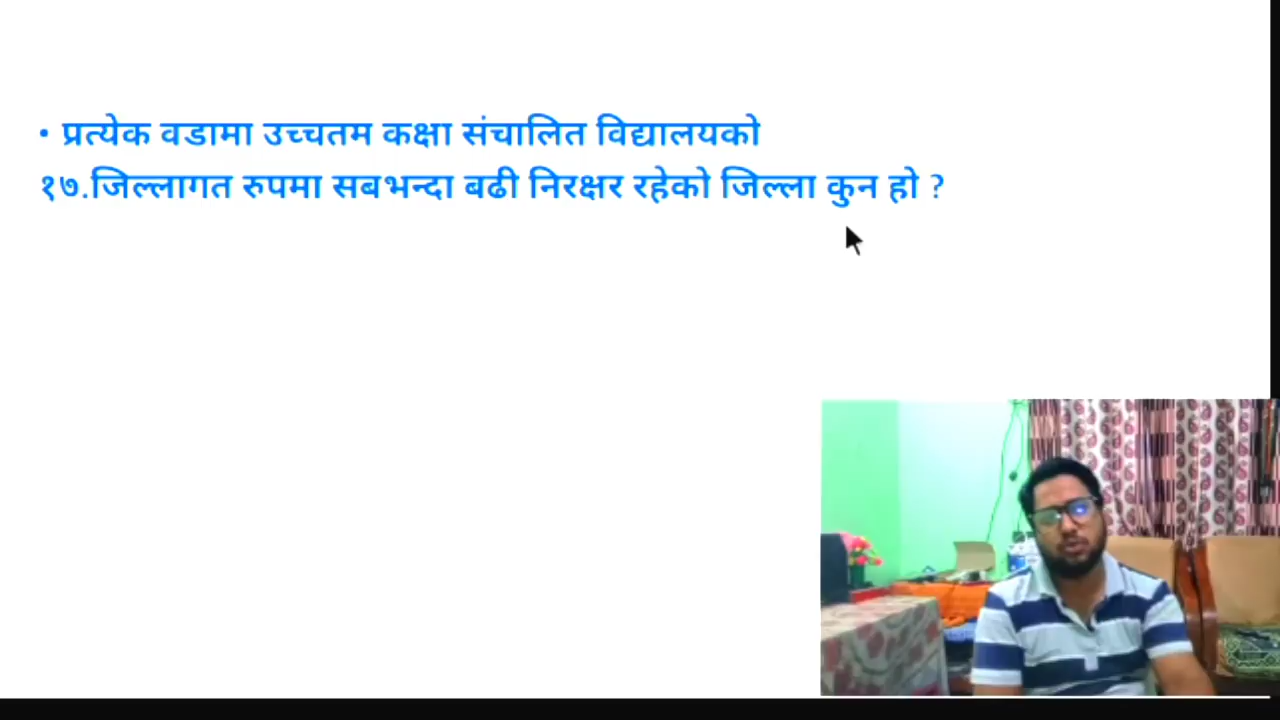 • प्रत्येक वडामा उच्चतम कक्षा संचालित विद्यालयको
१७.जिल्लागत रुपमा सबभन्दा बढी निरक्षर रहेको जिल्ला कुन हो ?